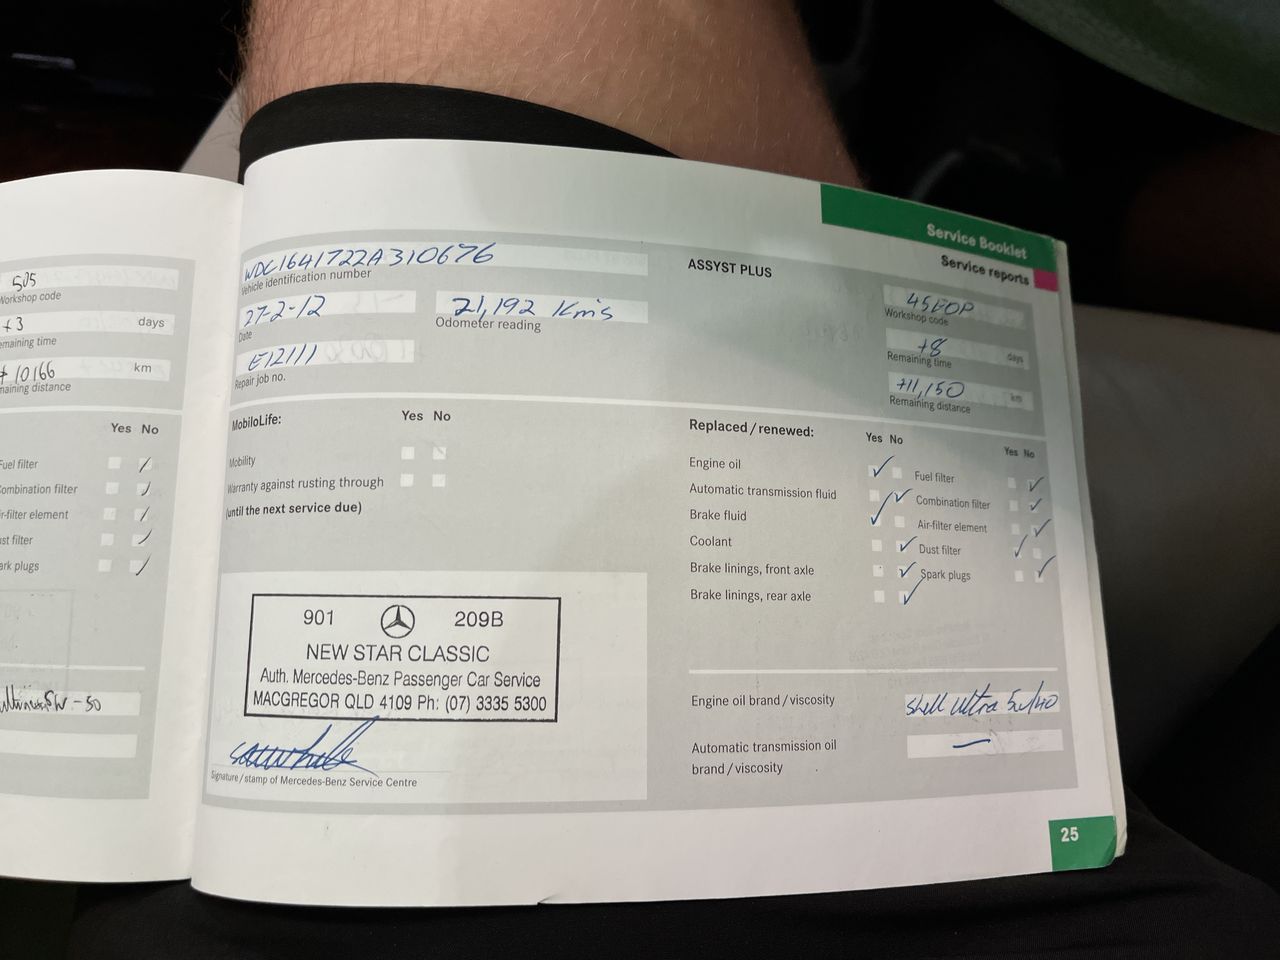 505
Workshop code
+3 days
emaining time
+ 10166 km
maining distance
Yes No
Fuel filter
Combination filter
ir-filter element
ust filter
ark plugs
5W-50
Service Booklet
Service reports
WDC1641722A310676
Vehicle identification number
27-2-12
Date
21,192 Kms
Odometer reading
E12111
Repair job no.
ASSYST PLUS
Workshop code
+8 days
Remaining time
+11,150 km
Remaining distance
MobiloLife:
Yes No
Mobility
Warranty against rusting through
(until the next service due)
Replaced / renewed:
Yes No
Engine oil
Automatic transmission fluid
Brake fluid
Coolant
Brake linings, front axle
Brake linings, rear axle
Yes No
Fuel filter
Combination filter
Air-filter element
Dust filter
Spark plugs
901 209B
NEW STAR CLASSIC
Auth. Mercedes-Benz Passenger Car Service
MACGREGOR QLD 4109 Ph: (07) 3335 5300
Signature / stamp of Mercedes-Benz Service Centre
Engine oil brand / viscosity
Shell Ultra 5w/40
Automatic transmission oil
brand / viscosity
—
25